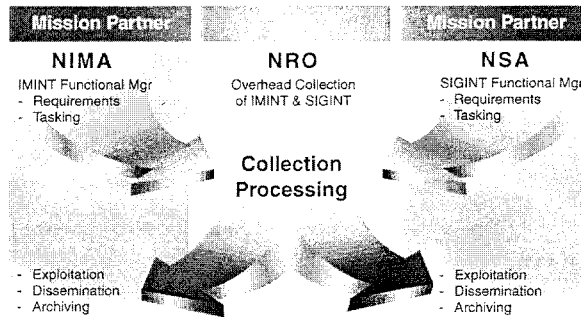 Mission Partner
NIMA
IMINT Functional Mgr
- Requirements
- Tasking
NRO
Overhead Collection
of IMINT & SIGINT
Mission Partner
NSA
SIGINT Functional Mgr
- Requirements
- Tasking
Collection
Processing
- Exploitation
- Dissemination
- Archiving
- Exploitation
- Dissemination
- Archiving